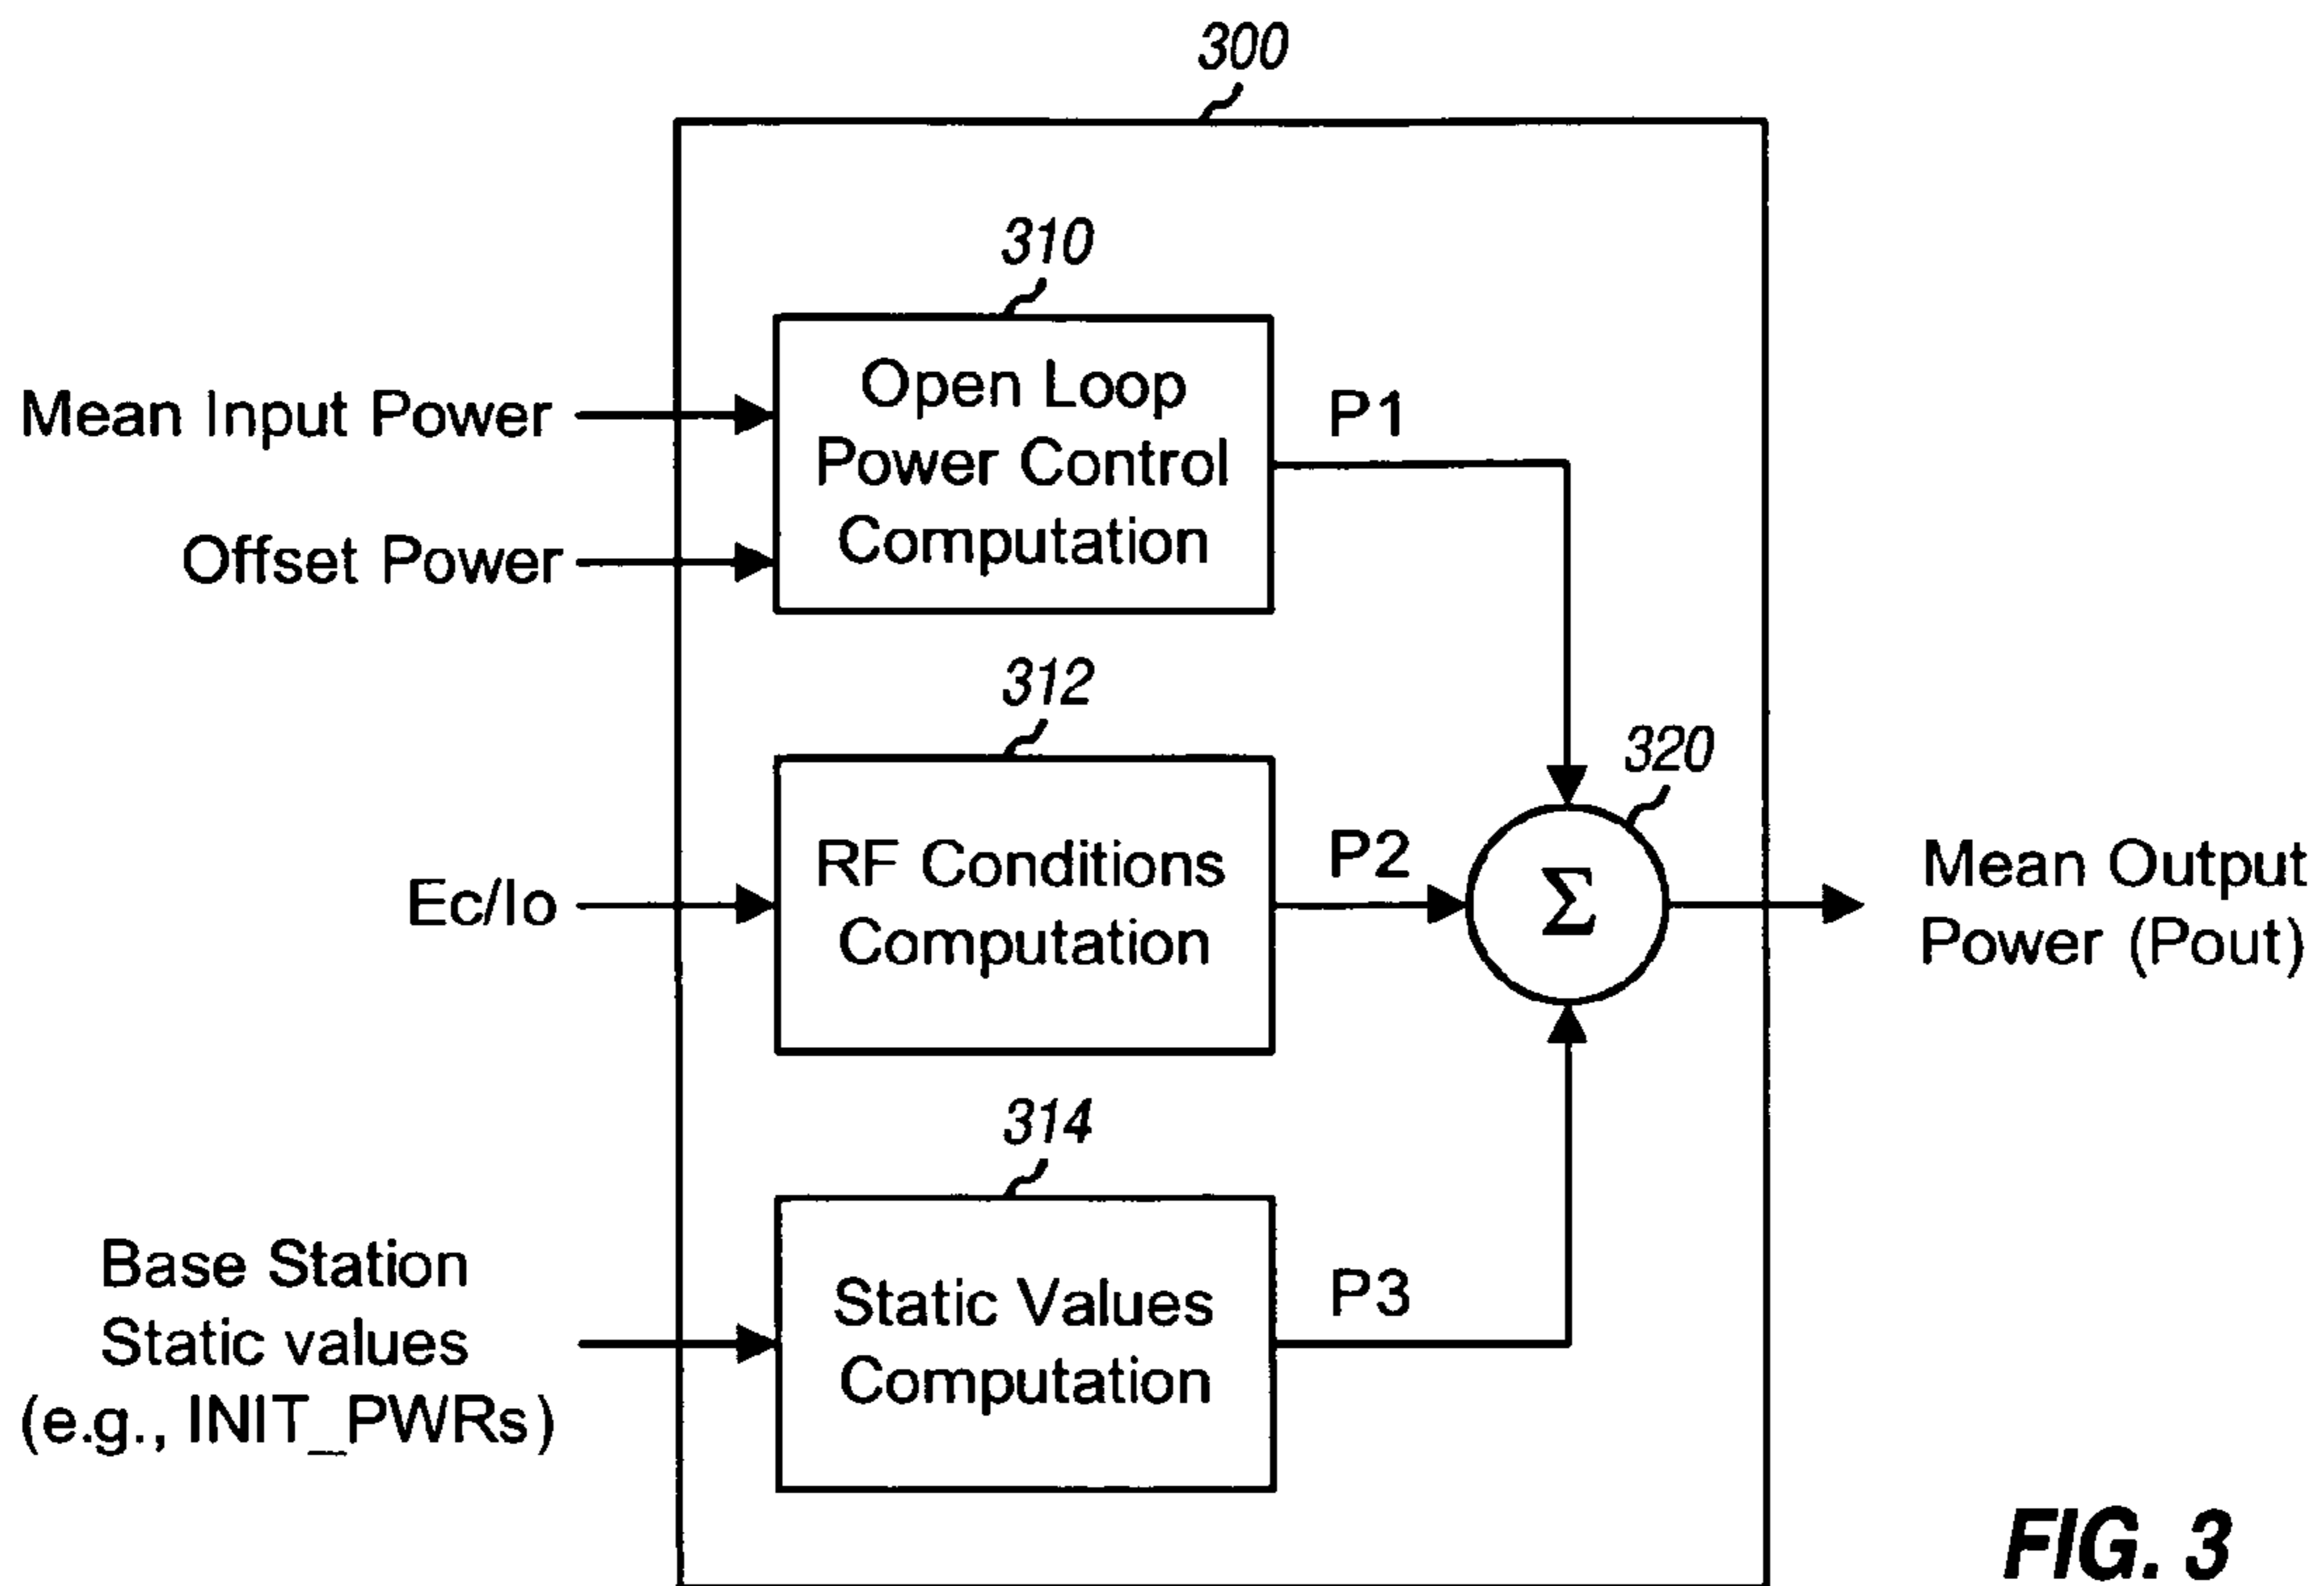 300
310
Mean Input Power
Offset Power
Open Loop
Power Control
Computation
P1
312
320
Ec/Io
RF Conditions
Computation
P2
Σ
Mean Output
Power (Pout)
314
Base Station
Static values
(e.g., INIT_PWRs)
Static Values
Computation
P3
FIG. 3